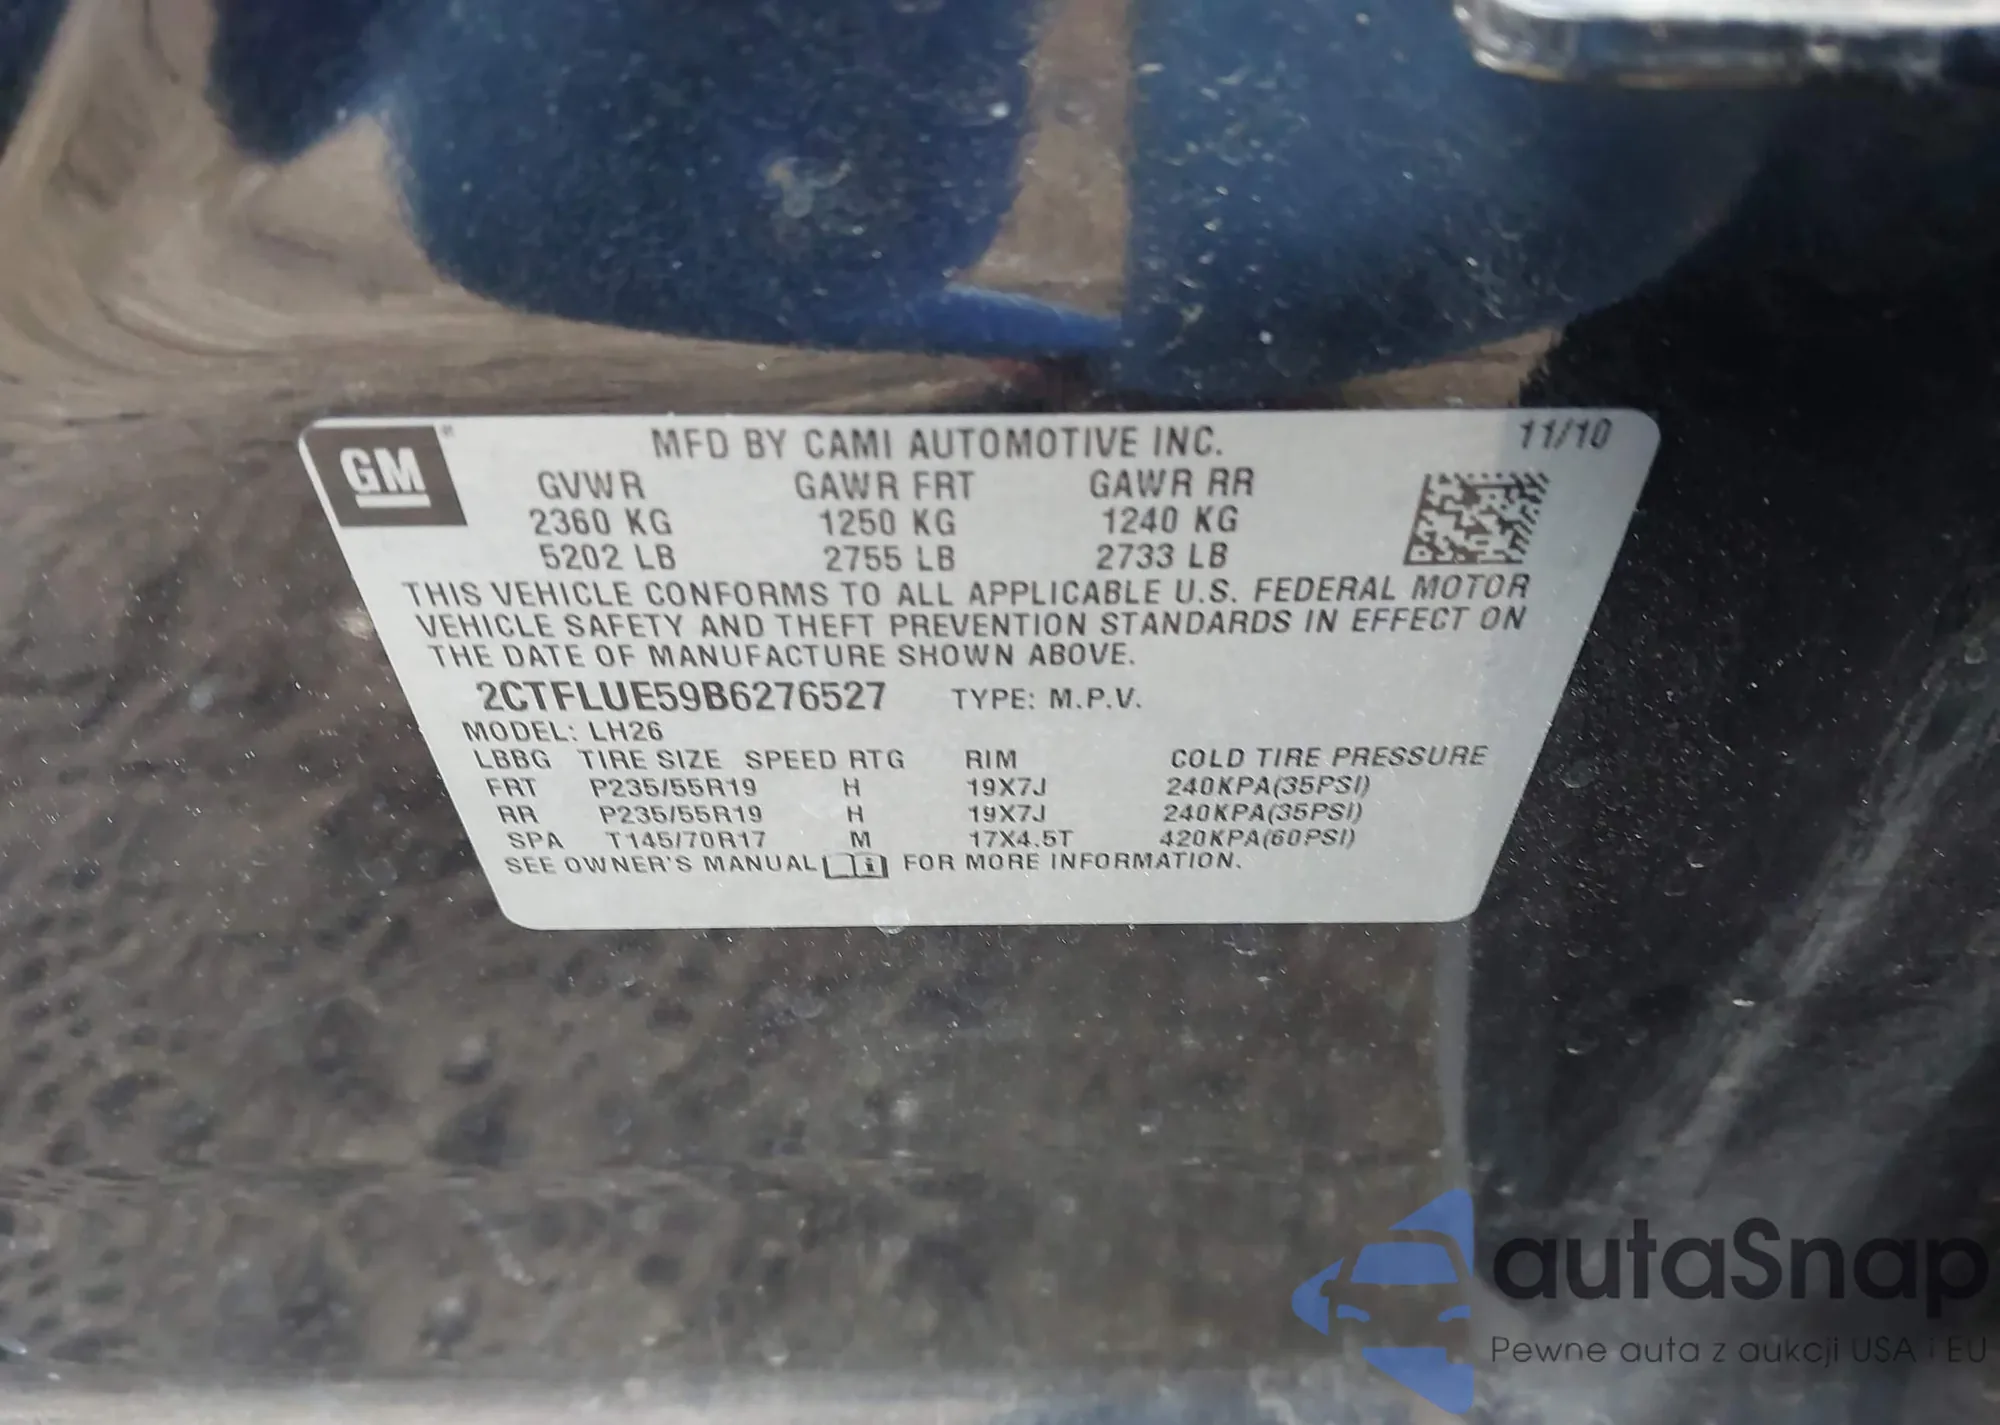 GM
MFD BY CAMI AUTOMOTIVE INC. 11/10
GVWR GAWR FRT GAWR RR
2360 KG 1250 KG 1240 KG
5202 LB 2755 LB 2733 LB
THIS VEHICLE CONFORMS TO ALL APPLICABLE U.S. FEDERAL MOTOR
VEHICLE SAFETY AND THEFT PREVENTION STANDARDS IN EFFECT ON
THE DATE OF MANUFACTURE SHOWN ABOVE.
2CTFLUE59B6276527 TYPE: M.P.V.
MODEL: LH26
LBBG TIRE SIZE SPEED RTG RIM COLD TIRE PRESSURE
FRT P235/55R19 H 19X7J 240KPA(35PSI)
RR P235/55R19 H 19X7J 240KPA(35PSI)
SPA T145/70R17 M 17X4.5T 420KPA(60PSI)
SEE OWNER'S MANUAL FOR MORE INFORMATION.
autaSnap
Pewne auta z aukcji USA i EU